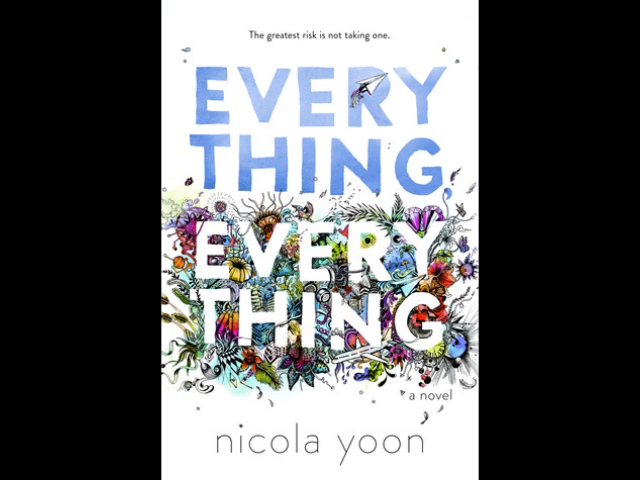 The greatest risk is not taking one.
EVERY
THING,
EVERY
THING
a novel
nicola yoon